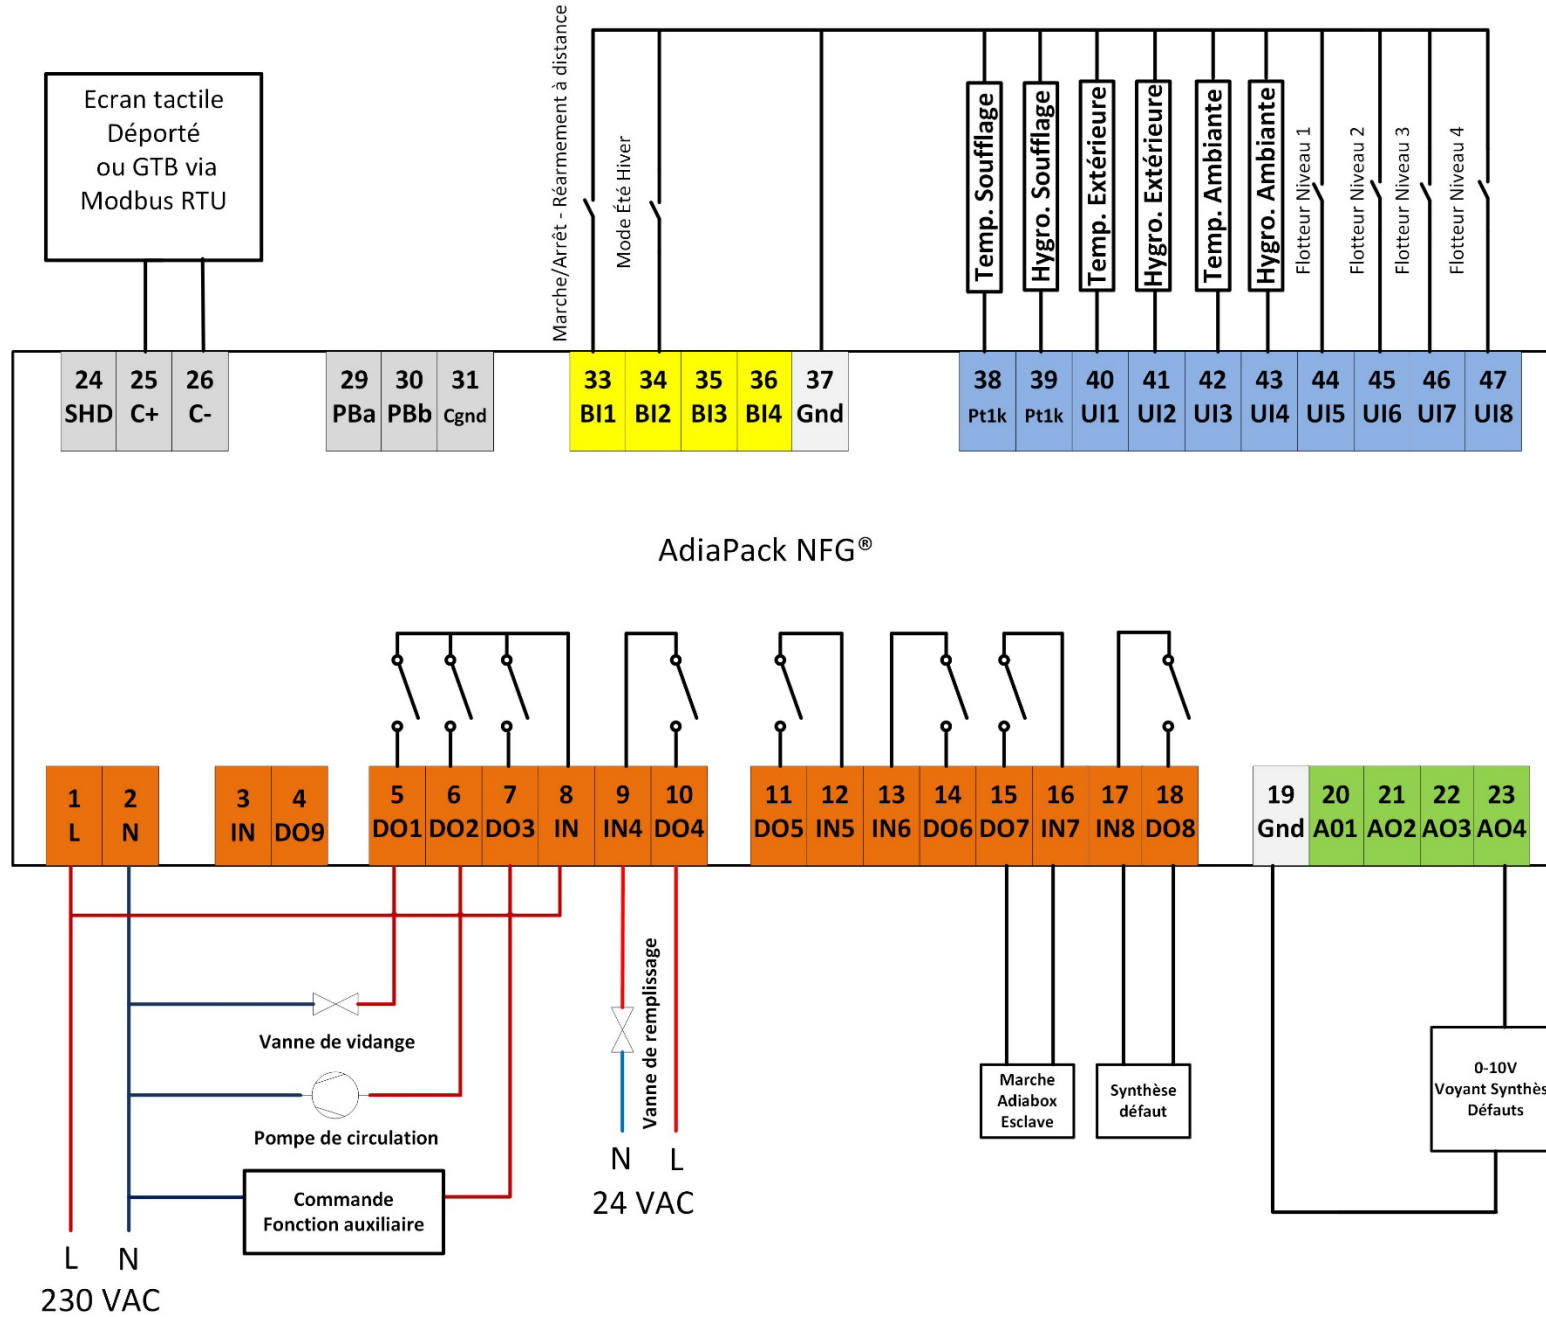 Ecran tactile
Déporté
ou GTB via
Modbus RTU
Marche/Arrêt - Réarmement à distance
Mode Été Hiver
Temp. Soufflage
Hygro. Soufflage
Temp. Extérieure
Hygro. Extérieure
Temp. Ambiante
Hygro. Ambiante
Flotteur Niveau 1
Flotteur Niveau 2
Flotteur Niveau 3
Flotteur Niveau 4
24 25 26 29 30 31 33 34 35 36 37 38 39 40 41 42 43 44 45 46 47
SHD C+ C- PBa PBb Cgnd BI1 BI2 BI3 BI4 Gnd Pt1k Pt1k UI1 UI2 UI3 UI4 UI5 UI6 UI7 UI8
AdiaPack NFG®
1 2 3 4 5 6 7 8 9 10 11 12 13 14 15 16 17 18 19 20 21 22 23
L N IN DO9 DO1 DO2 DO3 IN IN4 DO4 DO5 IN5 IN6 DO6 DO7 IN7 IN8 DO8 Gnd A01 AO2 AO3 AO4
Vanne de vidange
Pompe de circulation
Commande
Fonction auxiliaire
Vanne de remplissage
N L
24 VAC
Marche
Adiabox
Esclave
Synthèse
défaut
0-10V
Voyant Synthès
Défauts
L N
230 VAC